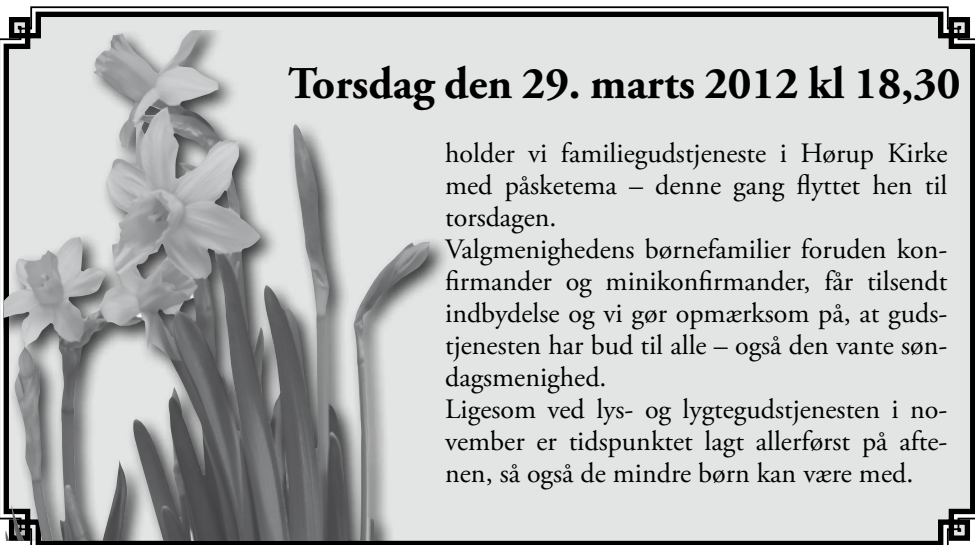 Torsdag den 29. marts 2012 kl 18,30
holder vi familiegudstjeneste i Hørup Kirke
med påsketema – denne gang flyttet hen til
torsdagen.
Valgmenighedens børnefamilier foruden kon-
firmander og minikonfirmander, får tilsendt
indbydelse og vi gør opmærksom på, at guds-
tjenesten har bud til alle – også den vante søn-
dagsmenighed.
Ligesom ved lys- og lygtegudstjenesten i no-
vember er tidspunktet lagt allerførst på afte-
nen, så også de mindre børn kan være med.